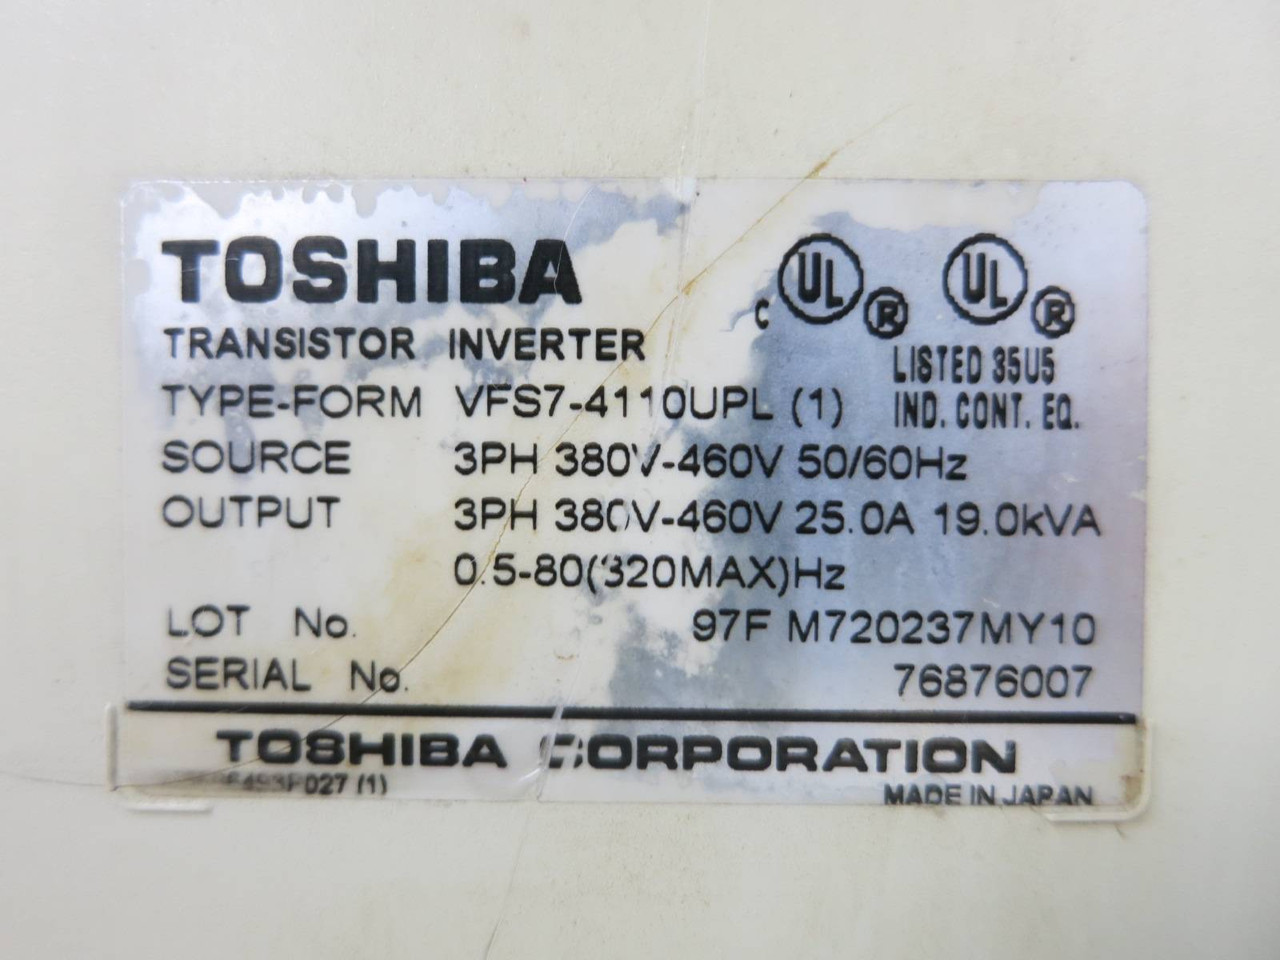 TOSHIBA
c UL ® UL ®
TRANSISTOR INVERTER
LISTED 35U5
TYPE-FORM VFS7-4110UPL (1) IND. CONT. EQ.
SOURCE 3PH 380V-460V 50/60Hz
OUTPUT 3PH 380V-460V 25.0A 19.0kVA
0.5-80(320MAX)Hz
LOT No. 97F M720237MY10
SERIAL No. 76876007
TOSHIBA CORPORATION
MADE IN JAPAN